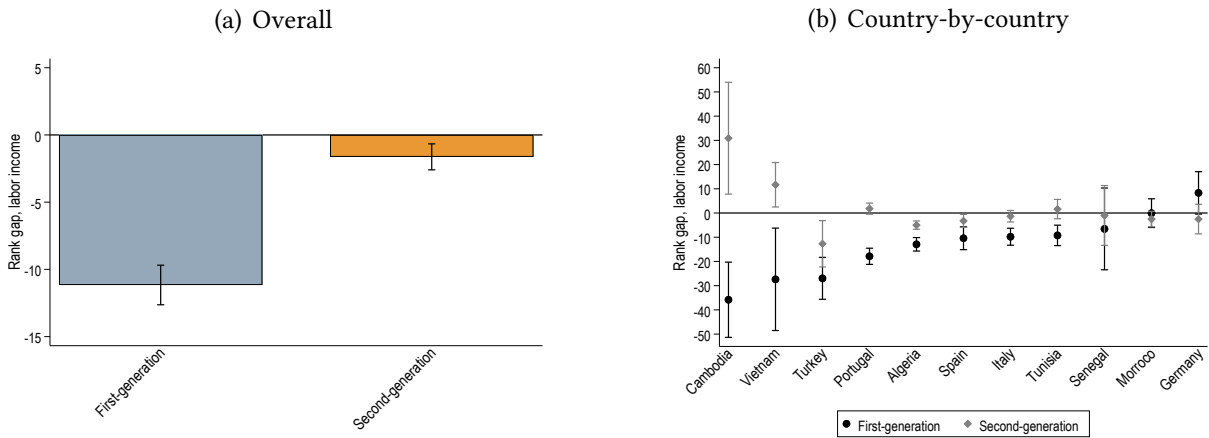 (a) Overall
Rank gap, labor income
5
0
-5
-10
-15
First-generation
Second-generation
(b) Country-by-country
Rank gap, labor income
60
50
40
30
20
10
0
-10
-20
-30
-40
-50
Cambodia
Vietnam
Turkey
Portugal
Algeria
Spain
Italy
Tunisia
Senegal
Morroco
Germany
First-generation
Second-generation